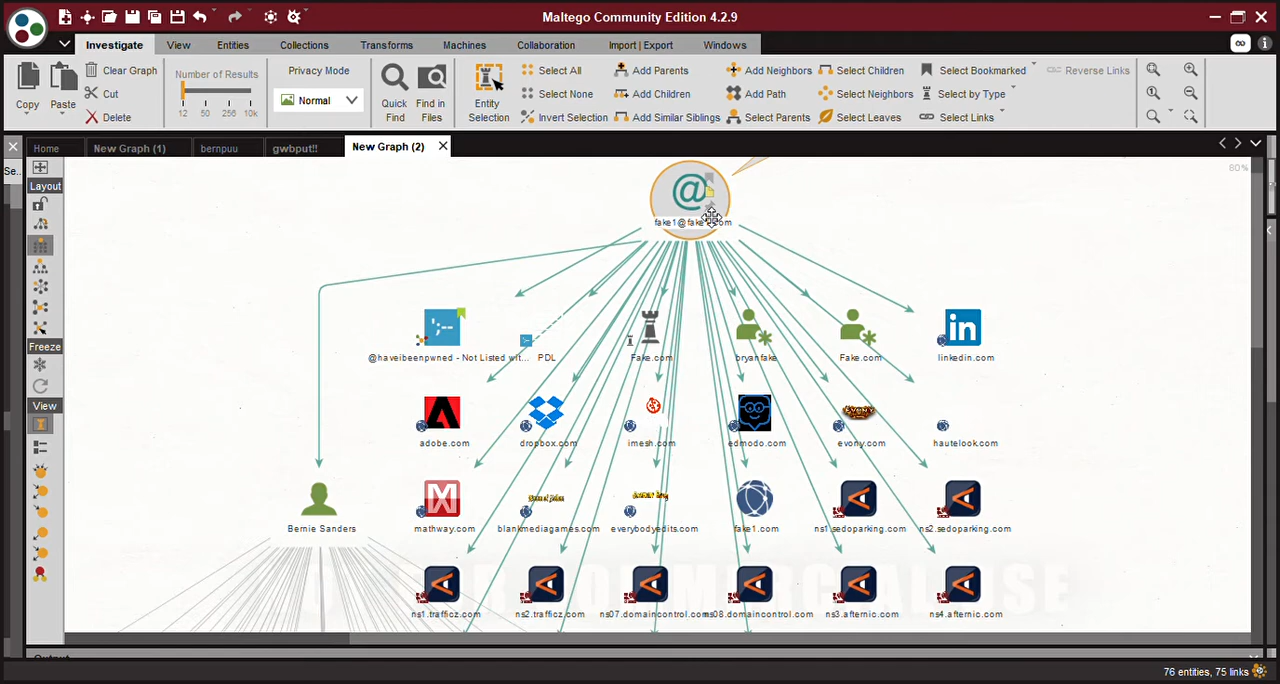 Maltego Community Edition 4.2.9
Investigate View Entities Collections Transforms Machines Collaboration Import | Export Windows
Copy
Paste
Clear Graph
Cut
Delete
Number of Results
12 50 256 10k
Privacy Mode
Normal
Quick Find
Find in Files
Entity Selection
Select All
Select None
Invert Selection
Add Parents
Add Children
Add Similar Siblings
Add Neighbors
Add Path
Select Parents
Select Children
Select Neighbors
Select Leaves
Select Bookmarked
Select by Type
Select Links
Reverse Links
Home New Graph (1) bernpuu gwbput!! New Graph (2)
Se..
Layout
Freeze
View
60%
@haveibeenpwned - Not Listed wit... PDL Fake.com bryanfake Fake.com linkedin.com
adobe.com dropbox.com imesh.com edmodo.com evony.com hautelook.com
Bernie Sanders mathway.com blankmediagames.com everybodyedits.com fake1.com ns1.sedoparking.com ns2.sedoparking.com
ns1.trafficz.com ns2.trafficz.com ns07.domaincontrol.com ns08.domaincontrol.com ns3.afternic.com ns4.afternic.com
76 entities, 75 links